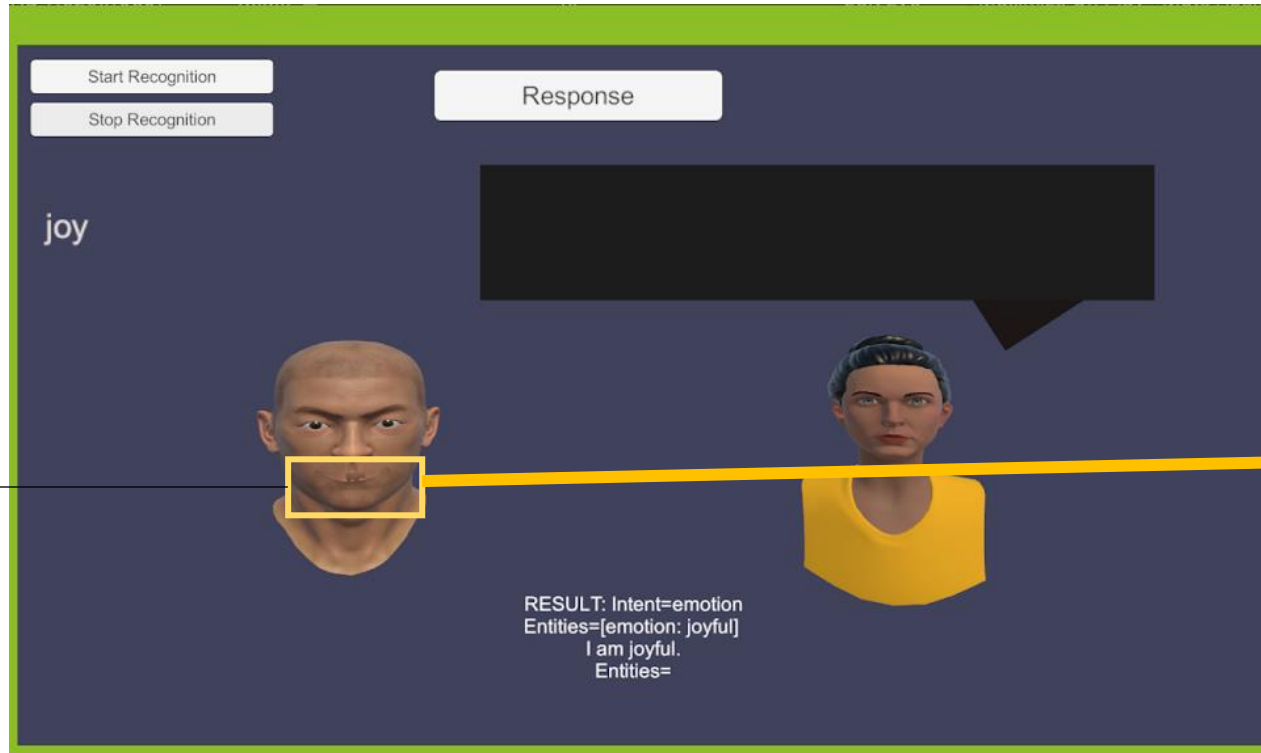 Start Recognition
Stop Recognition
Response
joy
RESULT: Intent=emotion
Entities=[emotion: joyful]
I am joyful.
Entities=